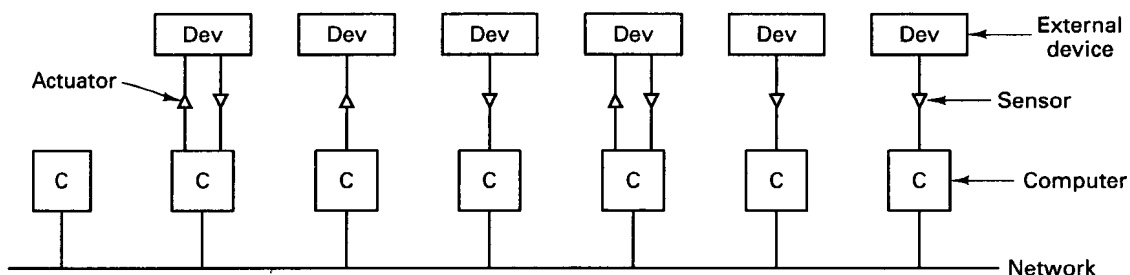 Dev Dev Dev Dev Dev Dev External
device
Actuator
Sensor
C C C C C C C Computer
Network